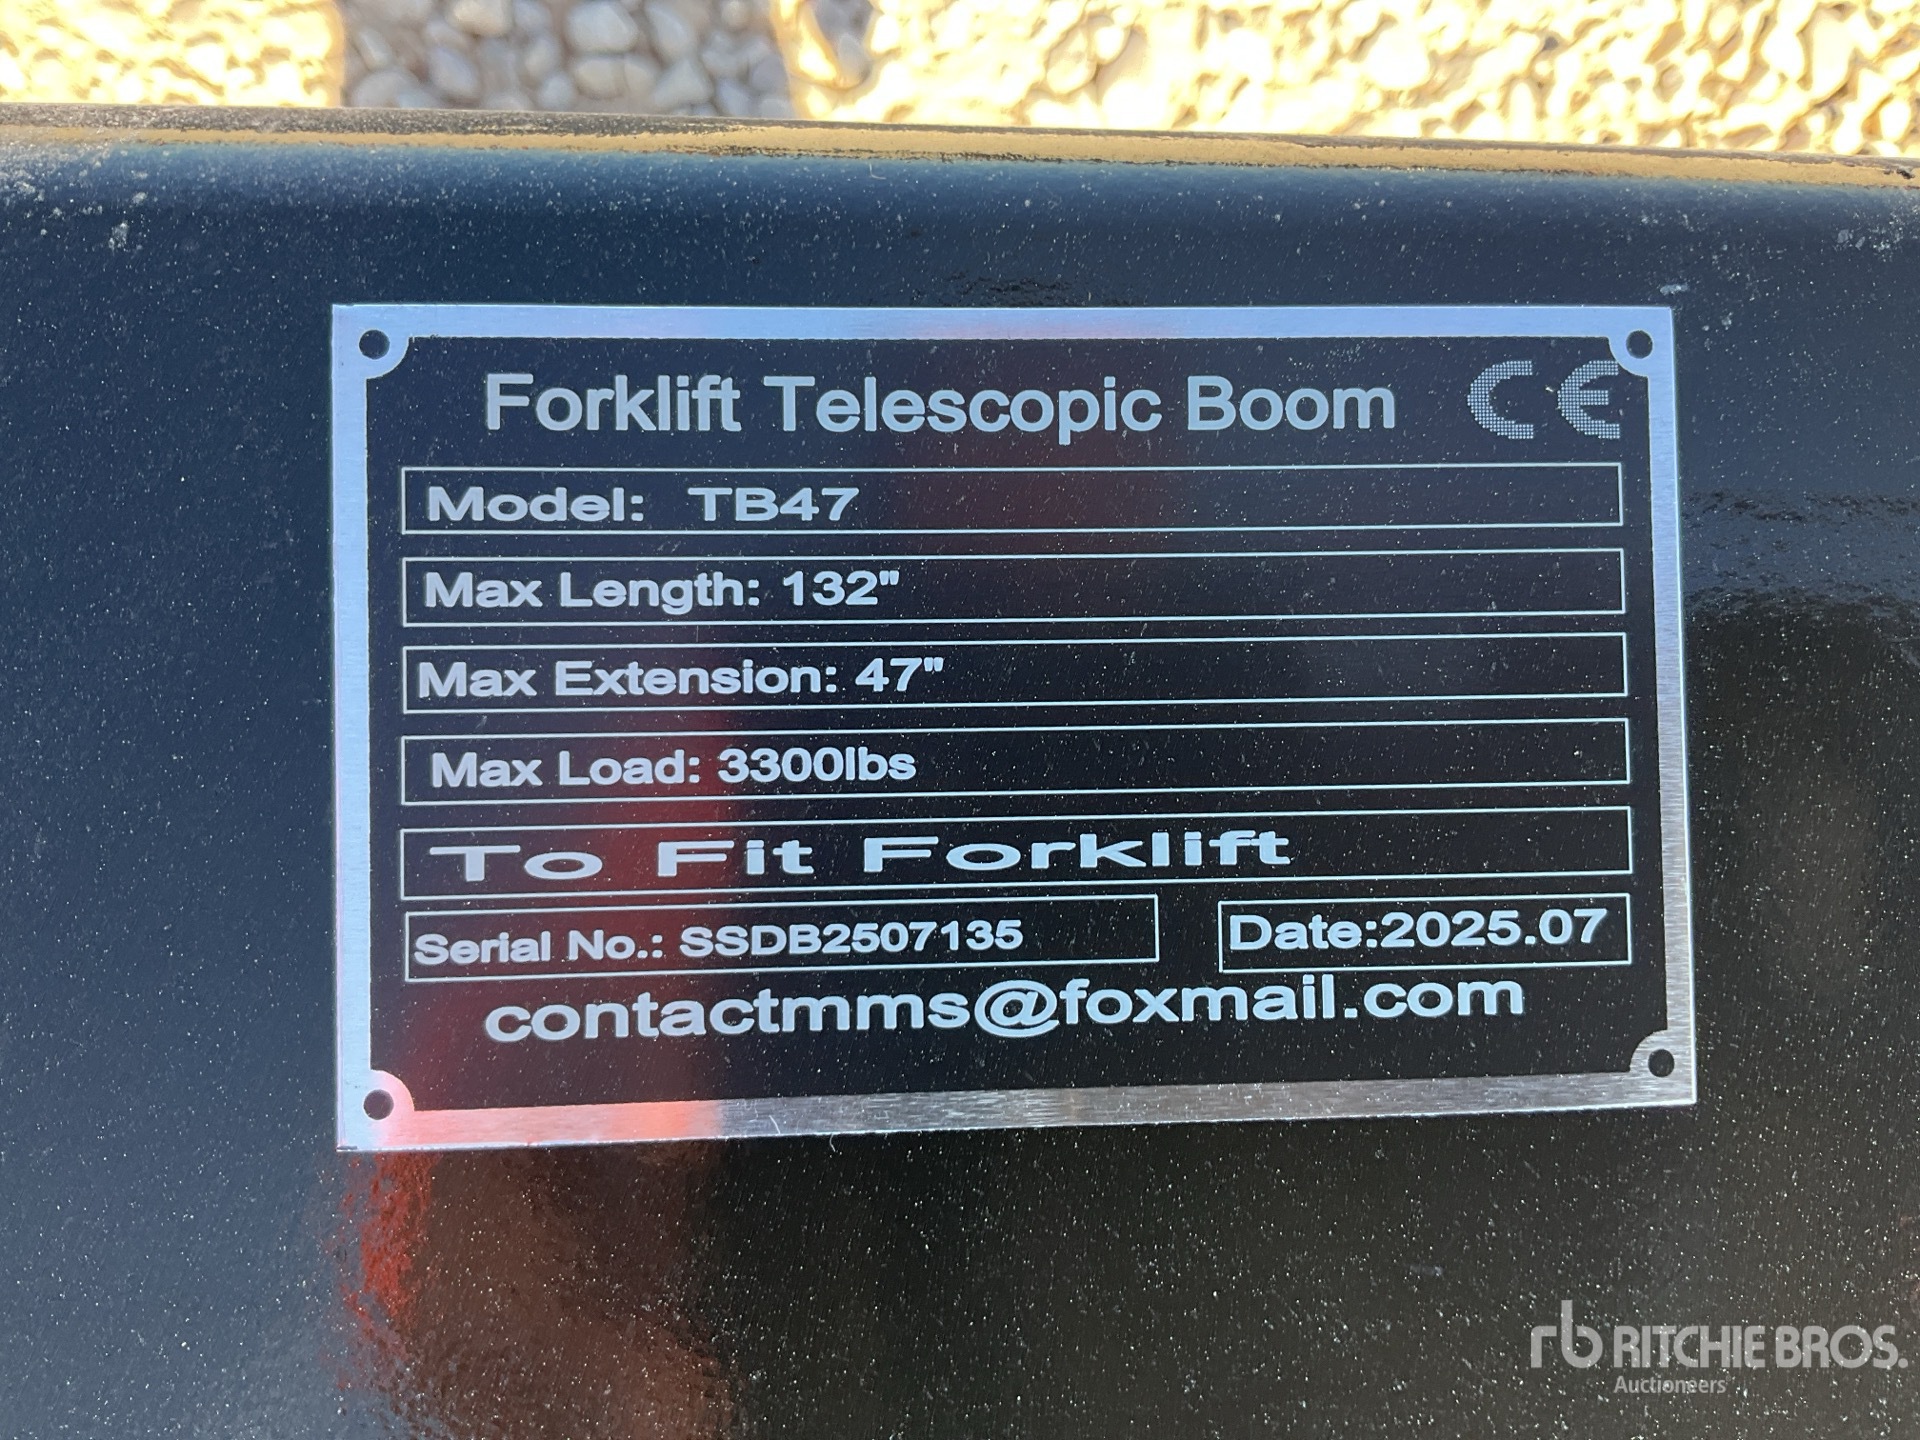 Forklift Telescopic Boom CE
Model: TB47
Max Length: 132"
Max Extension: 47"
Max Load: 3300lbs
To Fit Forklift
Serial No.: SSDB2507135 Date:2025.07
contactmms@foxmail.com
rb RITCHIE BROS.
Auctioneers